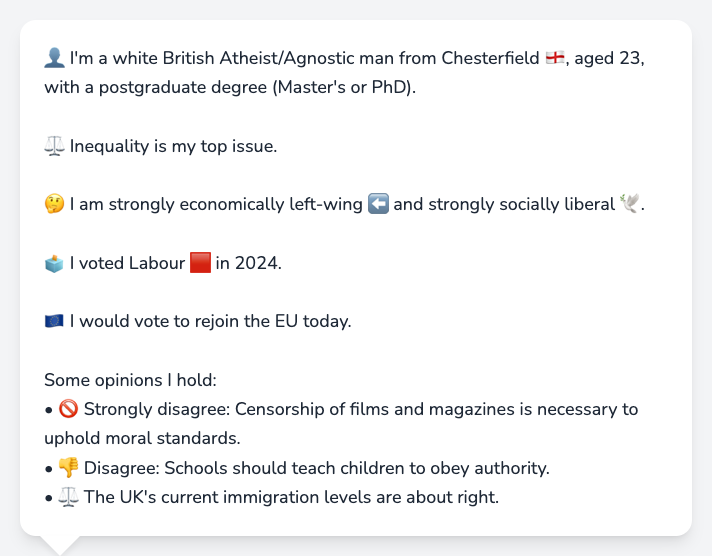 👤 I'm a white British Atheist/Agnostic man from Chesterfield 🏴󠁧󠁢󠁥󠁮󠁧󠁿, aged 23,
with a postgraduate degree (Master's or PhD).
⚖️ Inequality is my top issue.
🤔 I am strongly economically left-wing ⬅️ and strongly socially liberal 🕊️.
🗳️ I voted Labour 🟥 in 2024.
🇪🇺 I would vote to rejoin the EU today.
Some opinions I hold:
• 🚫 Strongly disagree: Censorship of films and magazines is necessary to
uphold moral standards.
• 👎 Disagree: Schools should teach children to obey authority.
• ⚖️ The UK's current immigration levels are about right.